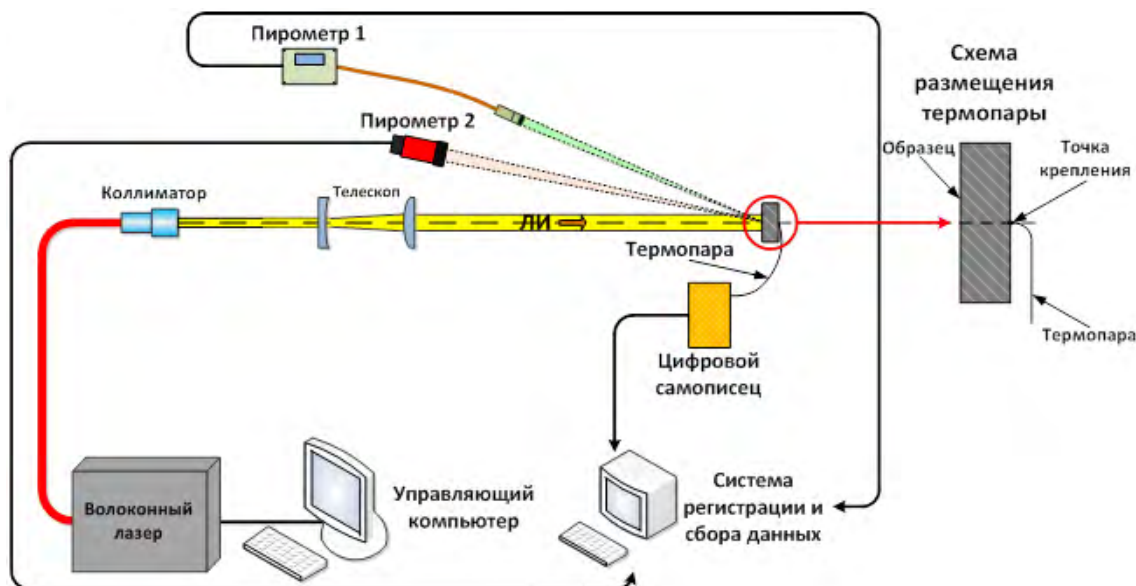 Пирометр 1
Схема
размещения
термопары
Пирометр 2
Образец
Точка
крепления
Коллиматор
Телескоп
ЛИ
Термопара
Термопара
Цифровой
самописец
Волоконный
лазер
Управляющий
компьютер
Система
регистрации и
сбора данных